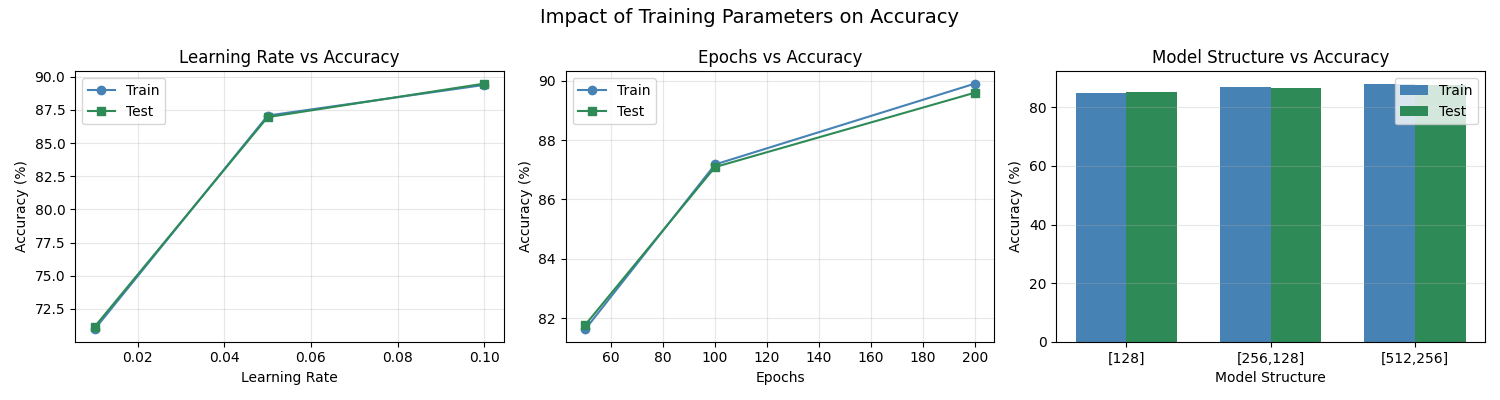 Impact of Training Parameters on Accuracy
Learning Rate vs Accuracy
Accuracy (%)
90.0
87.5
85.0
82.5
80.0
77.5
75.0
72.5
Train
Test
0.02 0.04 0.06 0.08 0.10
Learning Rate
Epochs vs Accuracy
Accuracy (%)
90
88
86
84
82
Train
Test
60 80 100 120 140 160 180 200
Epochs
Model Structure vs Accuracy
Accuracy (%)
80
60
40
20
0
Train
Test
[128] [256,128] [512,256]
Model Structure